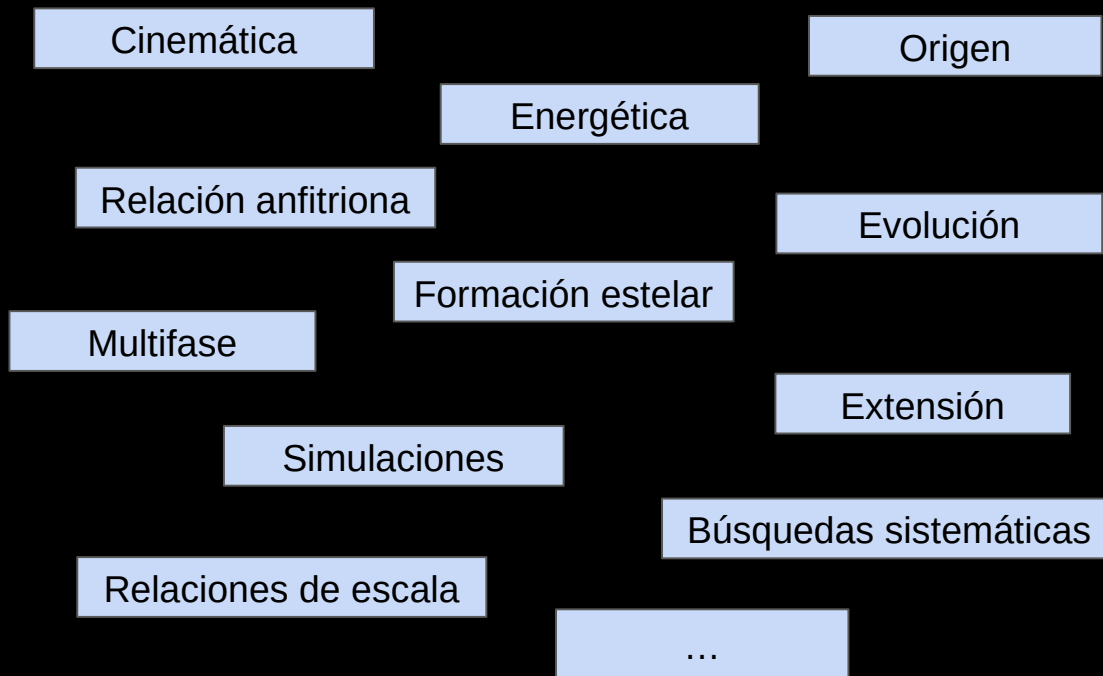 Cinemática
Origen
Energética
Relación anfitriona
Evolución
Formación estelar
Multifase
Extensión
Simulaciones
Búsquedas sistemáticas
Relaciones de escala
…